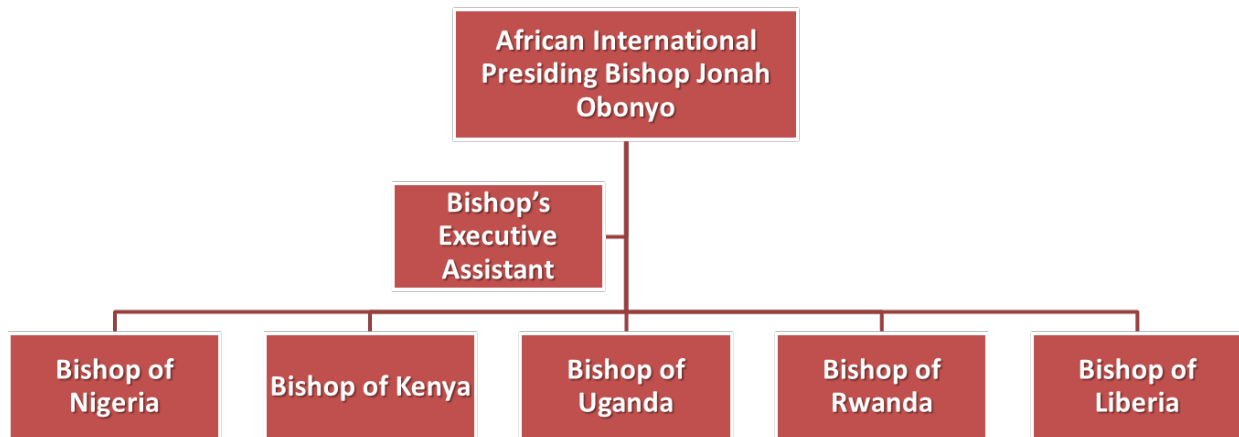 African International
Presiding Bishop Jonah
Obonyo
Bishop’s
Executive
Assistant
Bishop of
Nigeria
Bishop of Kenya
Bishop of
Uganda
Bishop of
Rwanda
Bishop of
Liberia